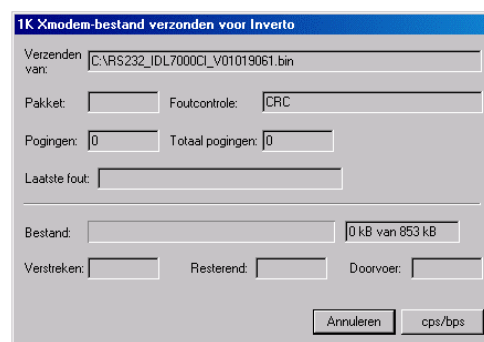 1K Xmodem-bestand verzonden voor Inverto
Verzenden van: C:\RS232_IDL7000CI_V01019061.bin
Pakket: Foutcontrole: CRC
Pogingen: 0 Totaal pogingen: 0
Laatste fout:
Bestand: 0 kB van 853 kB
Verstreken: Resterend: Doorvoer:
Annuleren cps/bps